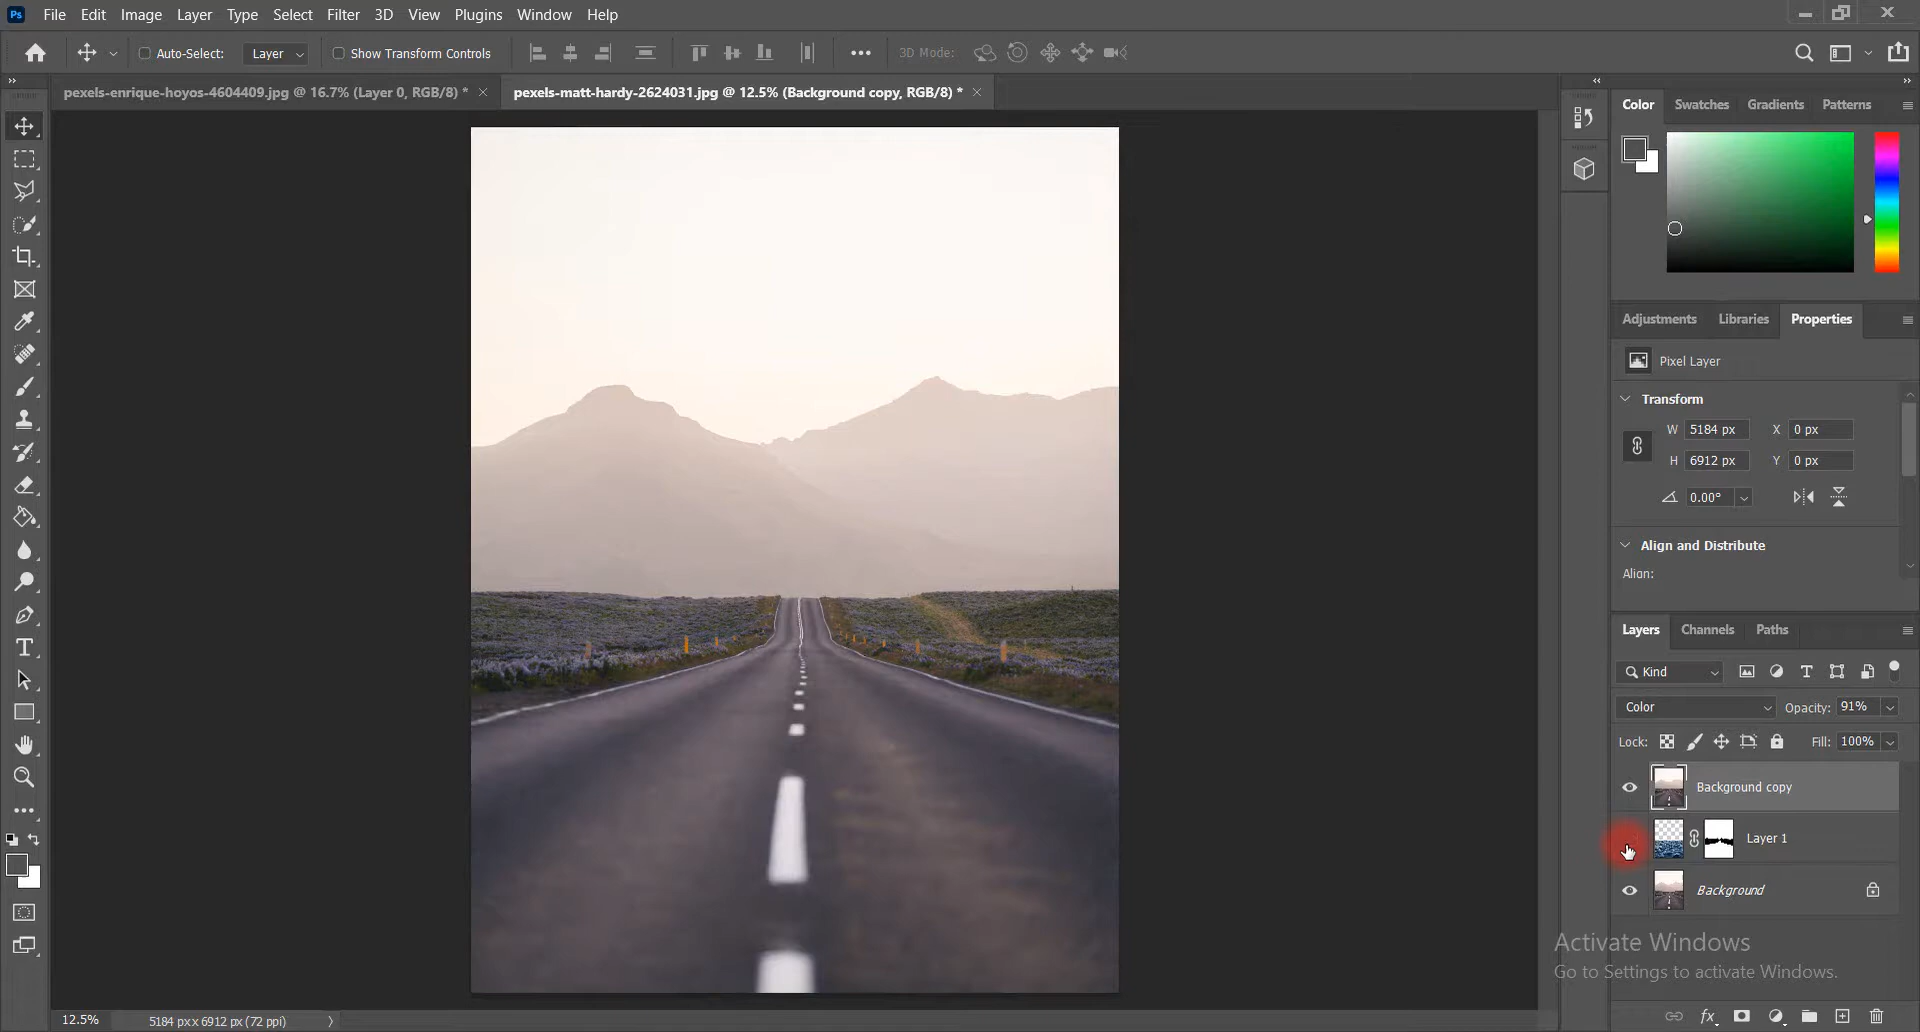 Ps File Edit Image Layer Type Select Filter 3D View Plugins Window Help
Auto-Select: Layer Show Transform Controls 3D Mode:
pexels-enrique-hoyos-4604409.jpg @ 16.7% (Layer 0, RGB/8) * pexels-matt-hardy-2624031.jpg @ 12.5% (Background copy, RGB/8) *
Color Swatches Gradients Patterns
Adjustments Libraries Properties
Pixel Layer
Transform
W 5184 px X 0 px
H 6912 px Y 0 px
0.00°
Align and Distribute
Align:
Layers Channels Paths
Kind
Color Opacity: 91%
Lock: Fill: 100%
Background copy
Layer 1
Background
Activate Windows
Go to Settings to activate Windows.
12.5% 5184 px x 6912 px (72 ppi)